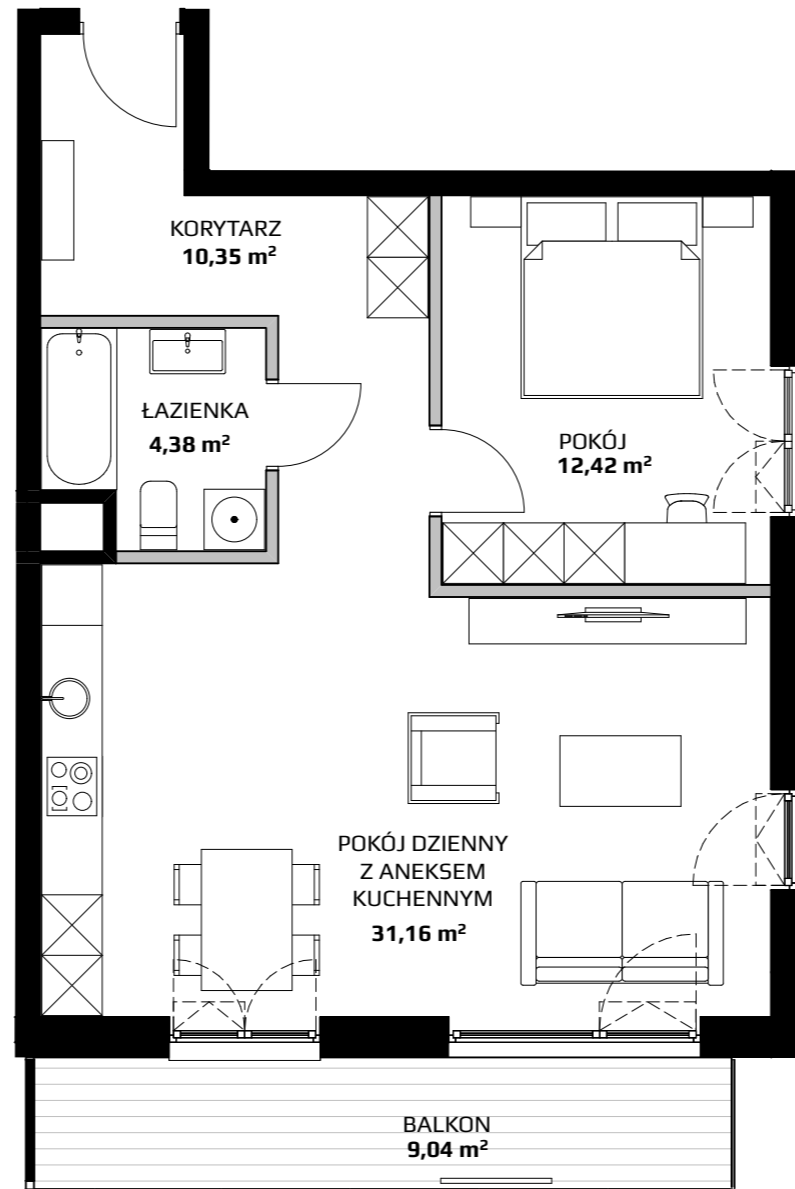 KORYTARZ
10,35 m²
ŁAZIENKA
4,38 m²
POKÓJ
12,42 m²
POKÓJ DZIENNY
Z ANEKSEM
KUCHENNYM
31,16 m²
BALKON
9,04 m²